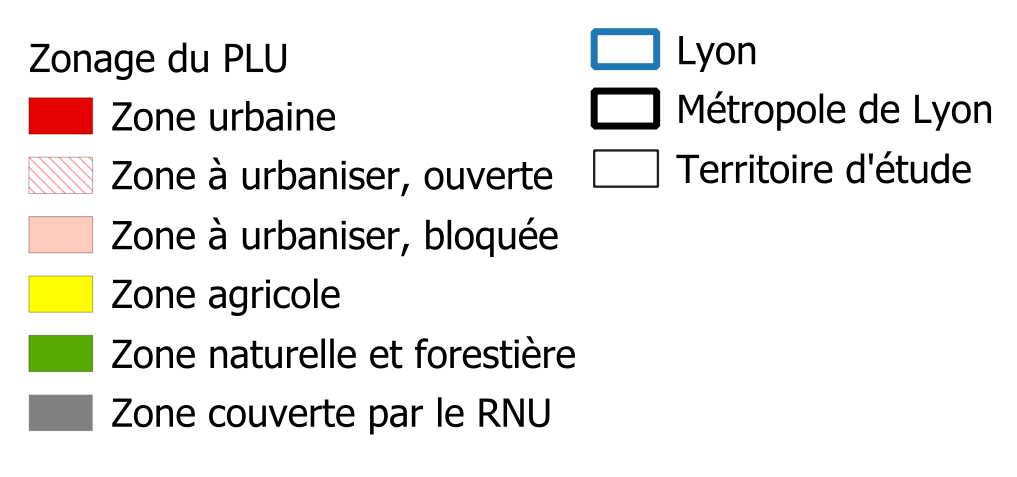 Zonage du PLU
Zone urbaine
Zone à urbaniser, ouverte
Zone à urbaniser, bloquée
Zone agricole
Zone naturelle et forestière
Zone couverte par le RNU
Lyon
Métropole de Lyon
Territoire d'étude